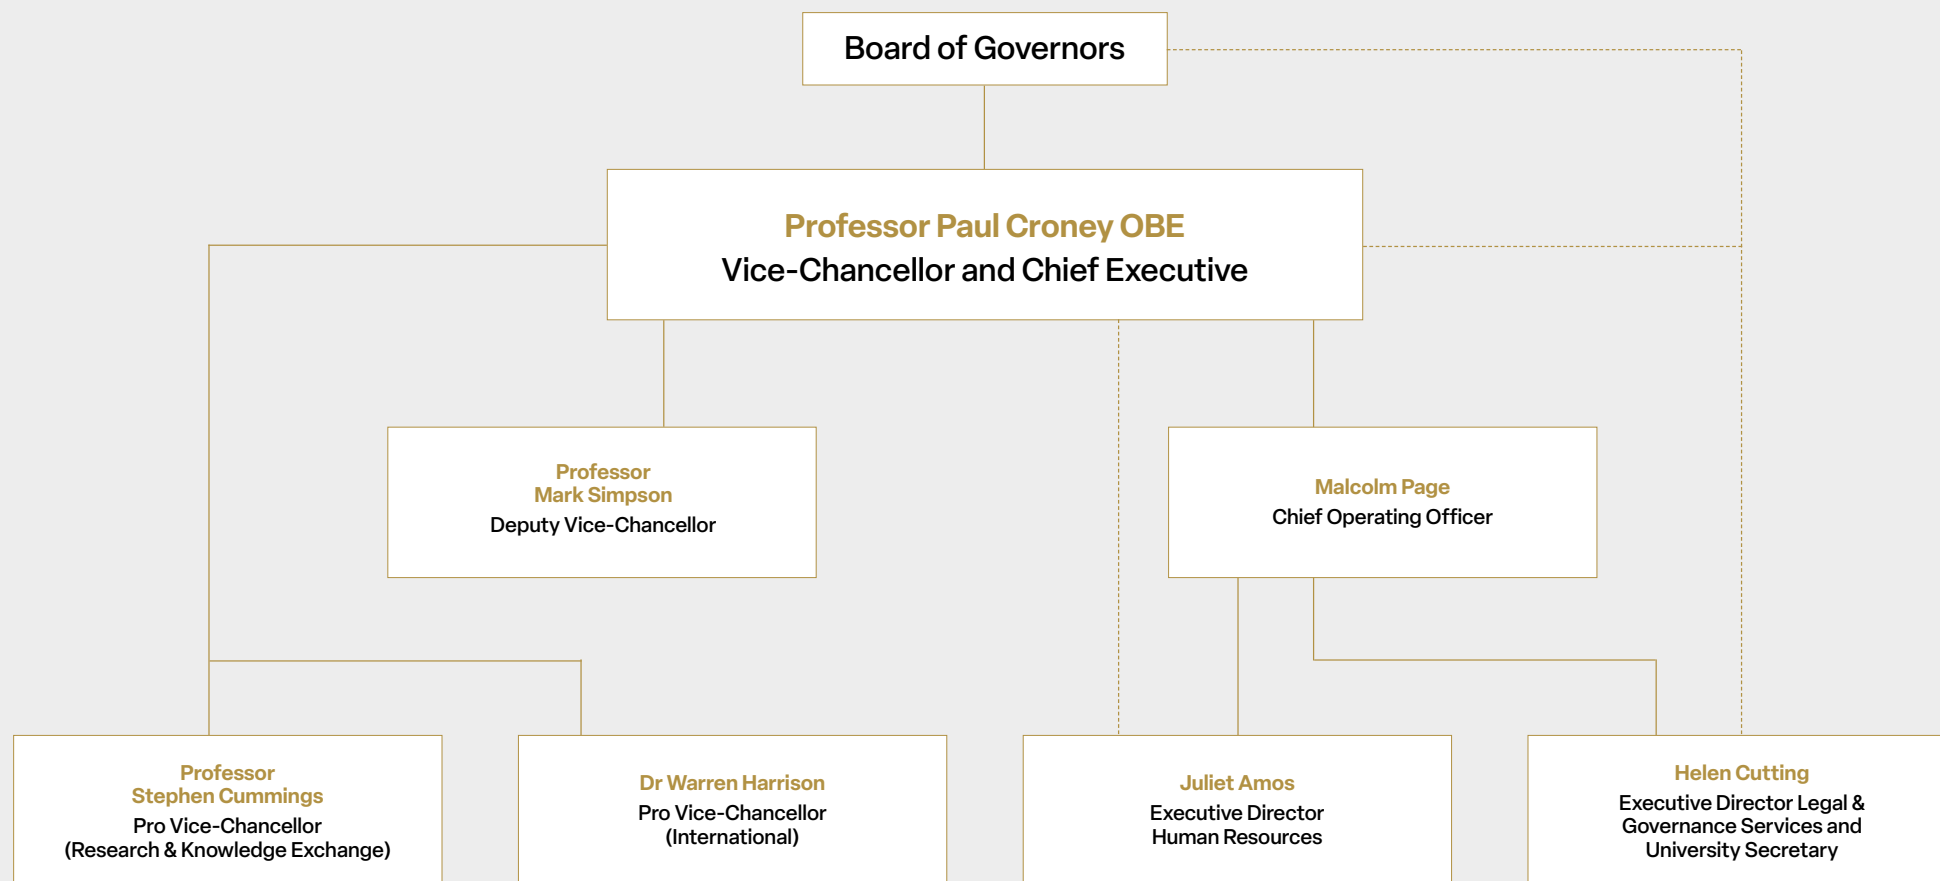 Board of Governors
Professor Paul Croney OBE
Vice-Chancellor and Chief Executive
Professor
Mark Simpson
Deputy Vice-Chancellor
Malcolm Page
Chief Operating Officer
Professor
Stephen Cummings
Pro Vice-Chancellor
(Research & Knowledge Exchange)
Dr Warren Harrison
Pro Vice-Chancellor
(International)
Juliet Amos
Executive Director
Human Resources
Helen Cutting
Executive Director Legal &
Governance Services and
University Secretary